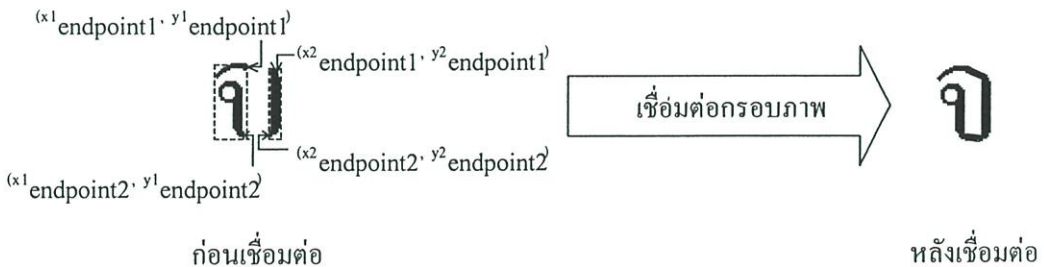 (x1endpoint1, y1endpoint1)
(x2endpoint1, y2endpoint1)
เชื่อมต่อกรอบภาพ
(x2endpoint2, y2endpoint2)
(x1endpoint2, y1endpoint2)
ก่อนเชื่อมต่อ
หลังเชื่อมต่อ